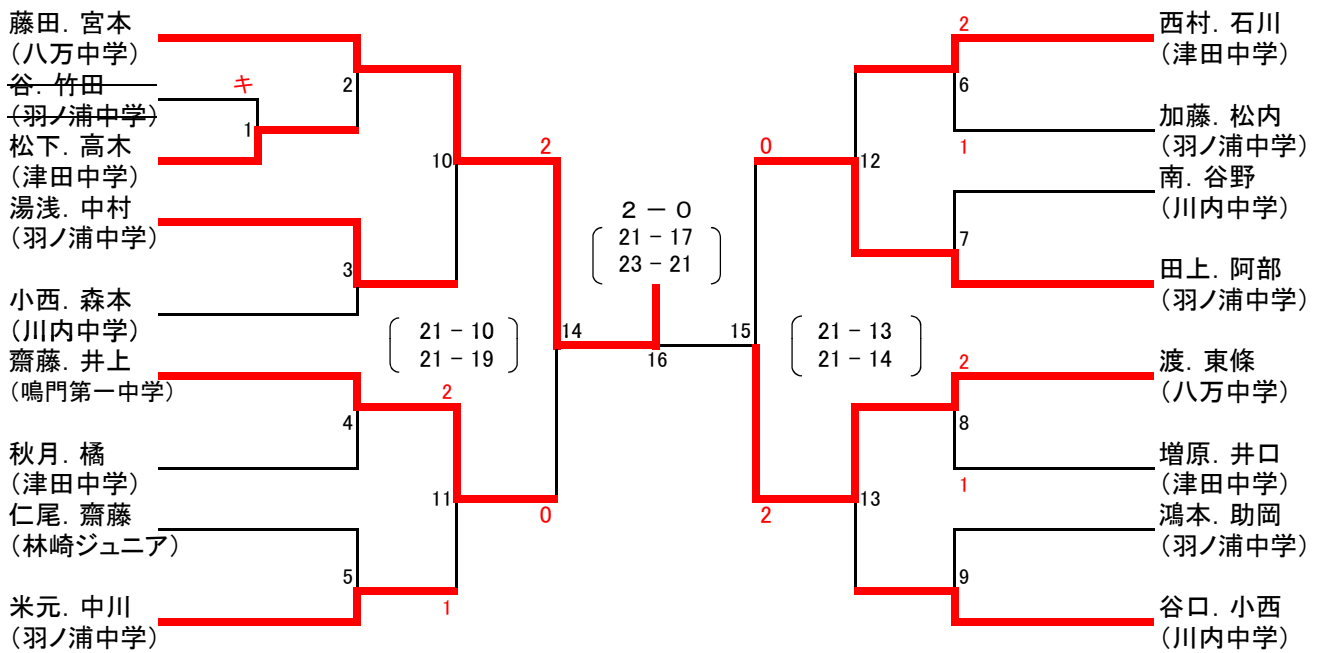 藤田．宮本
（八万中学）
谷．竹田
（羽ノ浦中学）
キ
1
松下．高木
（津田中学）
2
湯浅．中村
（羽ノ浦中学）
3
小西．森本
（川内中学）
10
2
齋藤．井上
（鳴門第一中学）
2
4
秋月．橘
（津田中学）
11
0
仁尾．齋藤
（林崎ジュニア）
5
1
米元．中川
（羽ノ浦中学）
21 － 10
21 － 19
14
2 － 0
21 － 17
23 － 21
16
15
21 － 13
21 － 14
2
西村．石川
（津田中学）
6
加藤．松内
（羽ノ浦中学）
1
0
12
南．谷野
（川内中学）
7
田上．阿部
（羽ノ浦中学）
2
渡．東條
（八万中学）
8
増原．井口
（津田中学）
1
2
13
鴻本．助岡
（羽ノ浦中学）
9
谷口．小西
（川内中学）